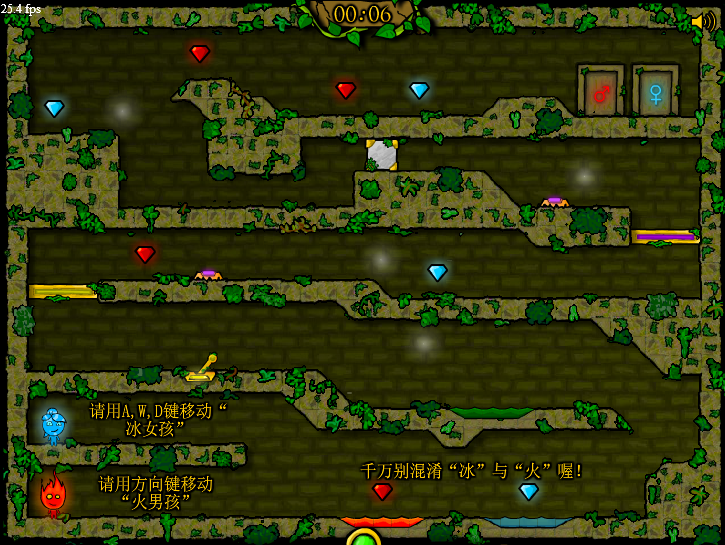 25.4 fps
00:06
请用A,W,D键移动“
冰女孩”
请用方向键移动
“火男孩”
千万别混淆“冰”与“火”喔!